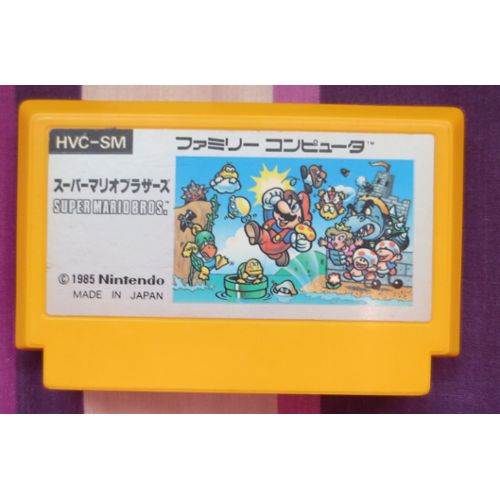 HVC-SM
ファミリー コンピュータ™
スーパーマリオブラザーズ
SUPER MARIO BROS.
©1985 Nintendo
MADE IN JAPAN